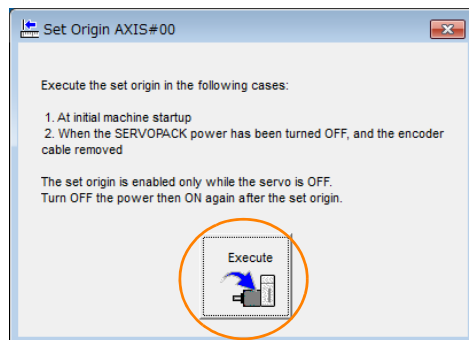 Set Origin AXIS#00
Execute the set origin in the following cases:
1. At initial machine startup
2. When the SERVOPACK power has been turned OFF, and the encoder
cable removed
The set origin is enabled only while the servo is OFF.
Turn OFF the power then ON again after the set origin.
Execute